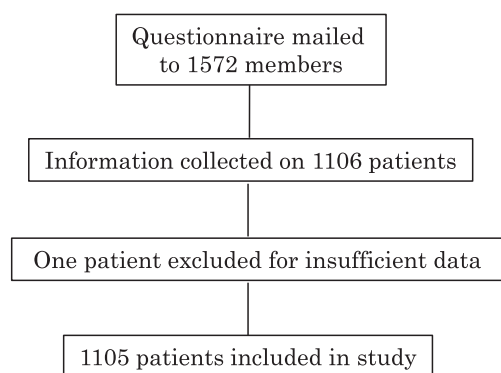 Questionnaire mailed
to 1572 members
Information collected on 1106 patients
One patient excluded for insufficient data
1105 patients included in study